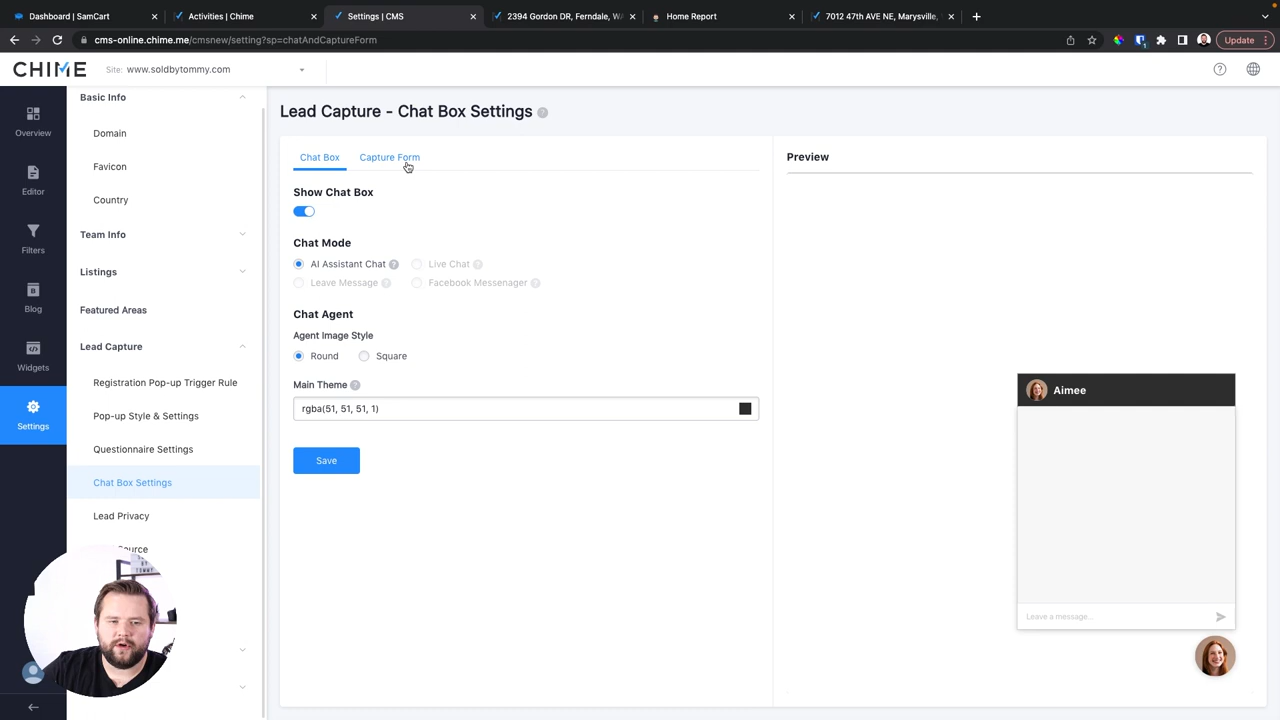 Dashboard | SamCart
Activities | Chime
Settings | CMS
2394 Gordon DR, Ferndale, WA
Home Report
7012 47th AVE NE, Marysville,
cms-online.chime.me/cmsnew/setting?sp=chatAndCaptureForm
Update
CHIME
Site: www.soldbytommy.com
Overview
Editor
Filters
Blog
Widgets
Settings
Basic Info
Domain
Favicon
Country
Team Info
Listings
Featured Areas
Lead Capture
Registration Pop-up Trigger Rule
Pop-up Style & Settings
Questionnaire Settings
Chat Box Settings
Lead Privacy
Lead Capture - Chat Box Settings
Chat Box
Capture Form
Show Chat Box
Chat Mode
AI Assistant Chat
Live Chat
Leave Message
Facebook Messenager
Chat Agent
Agent Image Style
Round
Square
Main Theme
rgba(51, 51, 51, 1)
Save
Preview
Aimee
Leave a message...